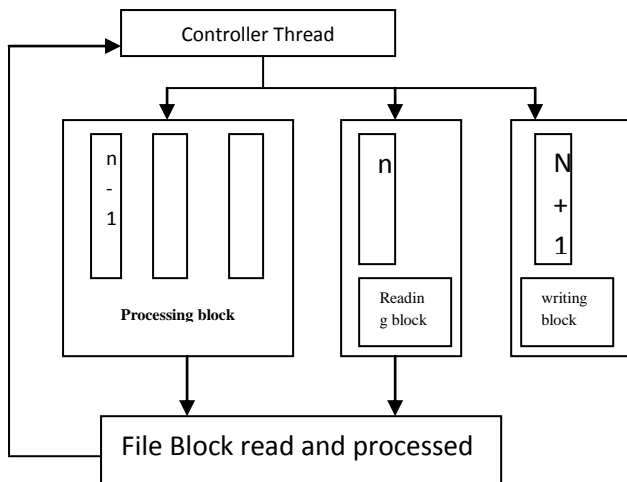 Controller Thread
n
-
1
n
N
+
1
Processing block
Readin
g block
writing
block
File Block read and processed